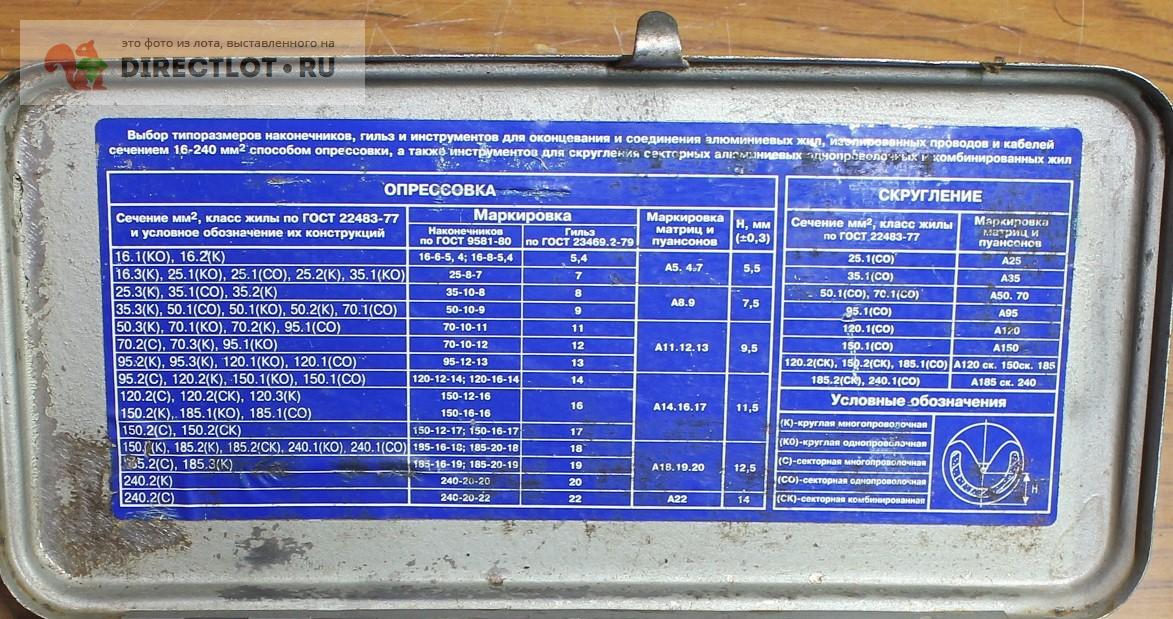 это фото из лота, выставленного на
DIRECTLOT.RU
Выбор типоразмеров наконечников, гильз и инструментов для оконцевания и соединения алюминиевых жил, изолированных проводов и кабелей
сечением 16-240 мм² способом опрессовки, а также инструментов для скругления секторных алюминиевых однопроволочных и комбинированных жил
ОПРЕССОВКА
Сечение мм², класс жилы по ГОСТ 22483-77
и условное обозначение их конструкций
Маркировка
Наконечников
по ГОСТ 9581-80
Гильз
по ГОСТ 23469.2-79
Маркировка
матриц и
пуансонов
Н, мм
(±0,3)
16.1(КО), 16.2(К) 16-6-5, 4; 16-8-5,4 5,4
16.3(К), 25.1(КО), 25.1(СО), 25.2(К), 35.1(КО) 25-8-7 7
А5. 4.7 5,5
25.3(К), 35.1(СО), 35.2(К) 35-10-8 8
35.3(К), 50.1(СО), 50.1(КО), 50.2(К), 70.1(СО) 50-10-9 9
А8.9 7,5
50.3(К), 70.1(КО), 70.2(К), 95.1(СО) 70-10-11 11
70.2(С), 70.3(К), 95.1(КО) 70-10-12 12
95.2(К), 95.3(К), 120.1(КО), 120.1(СО) 95-12-13 13
А11.12.13 9,5
95.2(С), 120.2(К), 150.1(КО), 150.1(СО) 120-12-14; 120-16-14 14
120.2(С), 120.2(СК), 120.3(К) 150-12-16
150.2(К), 185.1(КО), 185.1(СО) 150-16-16
16
150.2(С), 150.2(СК) 150-12-17; 150-16-17 17
А14.16.17 11,5
(К), 185.2(К), 185.2(СК), 240.1(КО), 240.1(СО) 185-16-18; 185-20-18 18
185.2(С), 185.3(К) 185-16-19; 185-20-19 19
240.2(К) 240-20-20 20
А18.19.20 12,5
240.2(С) 240-20-22 22 А22 14
СКРУГЛЕНИЕ
Сечение мм², класс жилы
по ГОСТ 22483-77
Маркировка
матриц и
пуансонов
25.1(СО) А25
35.1(СО) А35
50.1(СО), 70.1(СО) А50. 70
95.1(СО) А95
120.1(СО) А120
150.1(СО) А150
120.2(СК), 150.2(СК), 185.1(СО) А120 ск. 150ск. 185
185.2(СК), 240.1(СО) А185 ск. 240
Условные обозначения
(К)-круглая многопроволочная
(КО)-круглая однопроволочная
(С)-секторная многопроволочная
(СО)-секторная однопроволочная
(СК)-секторная комбинированная
Н